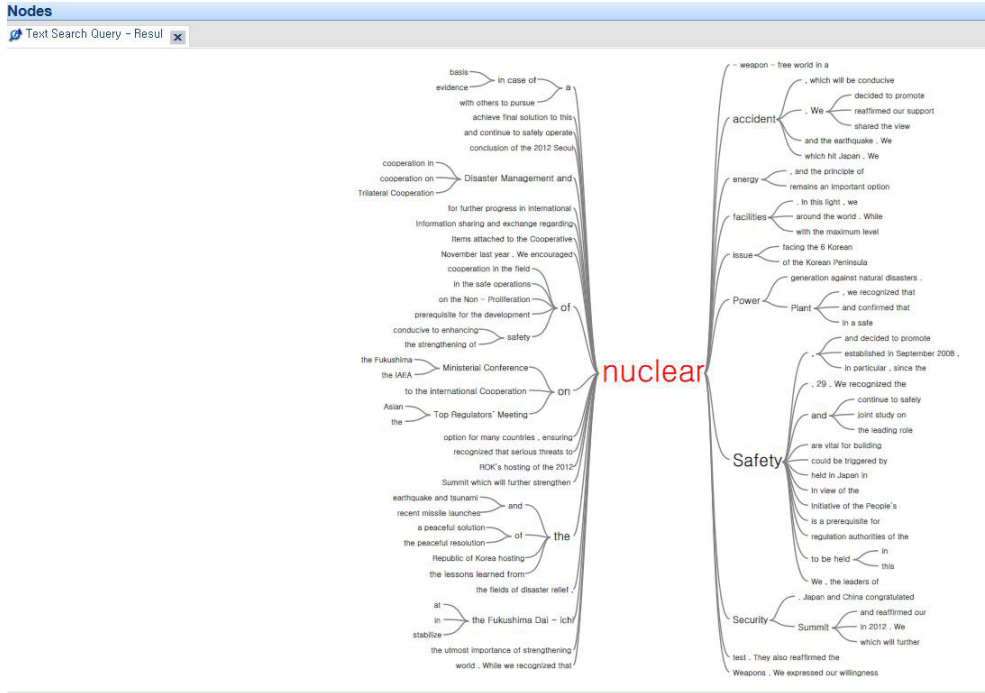 Nodes
Text Search Query - Resul
basis
evidence
in case of
with others to pursue
a
achieve final solution to this
and continue to safely operate
conclusion of the 2012 Seoul
cooperation in
cooperation on
Trilateral Cooperation
Disaster Management and
for further progress in international
Information sharing and exchange regarding
Items attached to the Cooperative
November last year . We encouraged
cooperation in the field
in the safe operations
on the Non - Proliferation
prerequisite for the development
conducive to enhancing
the strengthening of
safety
of
the Fukushima
the IAEA
Ministerial Conference
to the international Cooperation
Asian
the
Top Regulators' Meeting
on
option for many countries , ensuring
recognized that serious threats to
ROK's hosting of the 2012
Summit which will further strengthen
earthquake and tsunami
recent missile launches
and
a peaceful solution
the peaceful resolution
of
Republic of Korea hosting
the lessons learned from
the
the fields of disaster relief ,
at
in
stabilize
the Fukushima Dai - ichi
the utmost importance of strengthening
world . While we recognized that
nuclear
- weapon - free world in a
accident
, which will be conducive
. We
decided to promote
reaffirmed our support
shared the view
and the earthquake . We
which hit Japan . We
energy
, and the principle of
remains an important option
facilities
. In this light , we
around the world . While
with the maximum level
issue
facing the 6 Korean
of the Korean Peninsula
Power
generation against natural disasters .
Plant
, we recognized that
and confirmed that
in a safe
Safety
,
and decided to promote
established in September 2008 ,
in particular , since the
. 29 . We recognized the
and
continue to safely
joint study on
the leading role
are vital for building
could be triggered by
held in Japan in
In view of the
Initiative of the People's
is a prerequisite for
regulation authorities of the
to be held
in
this
We , the leaders of
Security
. Japan and China congratulated
Summit
and reaffirmed our
in 2012 . We
which will further
test . They also reaffirmed the
Weapons . We expressed our willingness